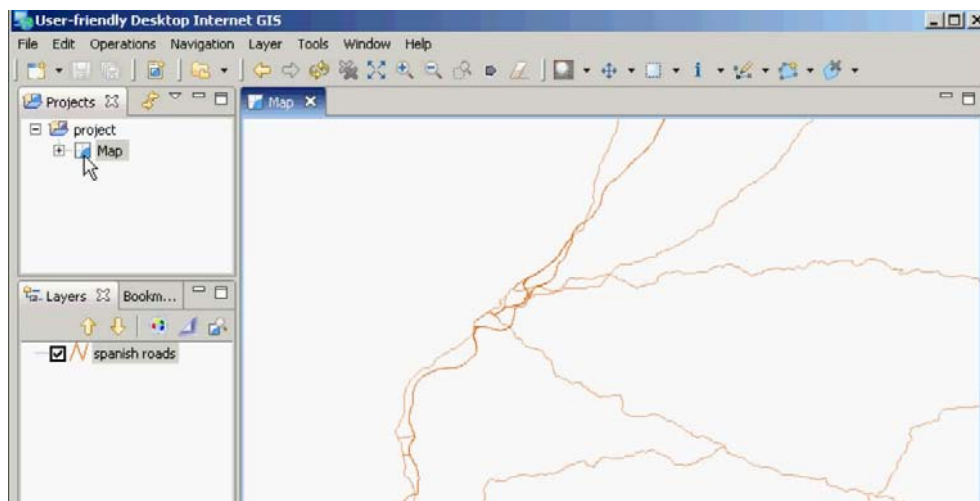 User-friendly Desktop Internet GIS
File Edit Operations Navigation Layer Tools Window Help
Projects
Map
project
Map
Layers Bookm...
spanish roads